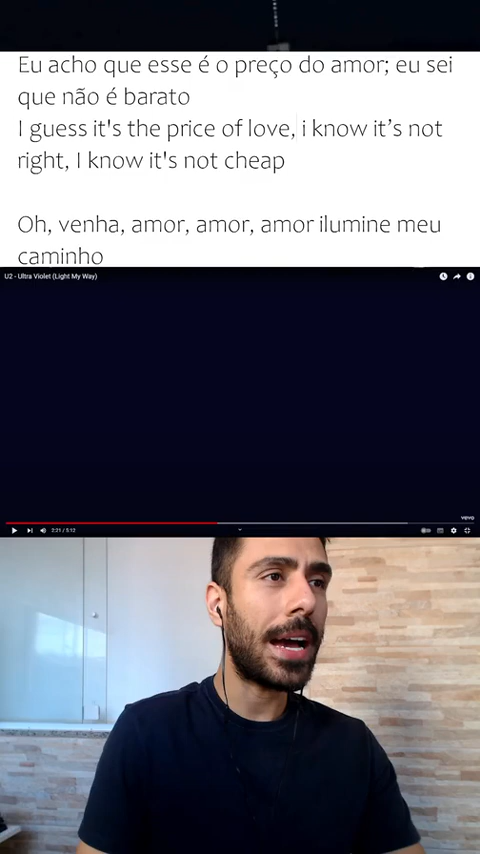 Eu acho que esse é o preço do amor; eu sei
que não é barato
I guess it's the price of love, i know it’s not
right, I know it's not cheap
Oh, venha, amor, amor, amor ilumine meu
caminho
U2 - Ultra Violet (Light My Way)
vevo
3:21 / 5:12